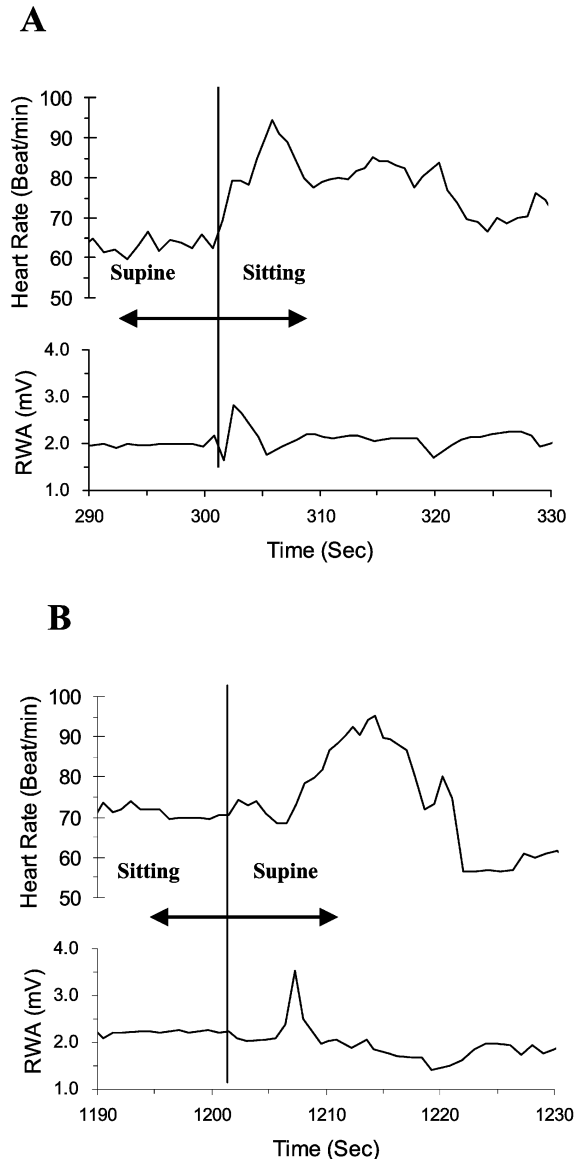 A
Heart Rate (Beat/min)
100
90
80
70
60
50
Supine
Sitting
RWA (mV)
4.0
3.0
2.0
1.0
290 300 310 320 330
Time (Sec)
B
Heart Rate (Beat/min)
100
90
80
70
60
50
Sitting
Supine
RWA (mV)
4.0
3.0
2.0
1.0
1190 1200 1210 1220 1230
Time (Sec)